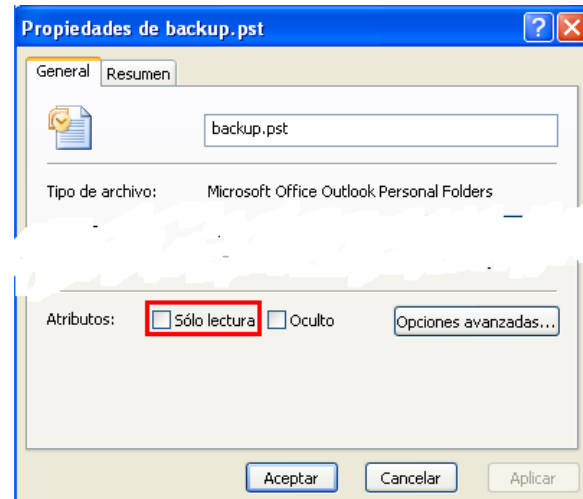 Propiedades de backup.pst
General Resumen
backup.pst
Tipo de archivo: Microsoft Office Outlook Personal Folders
Atributos: Sólo lectura Oculto Opciones avanzadas...
Aceptar Cancelar Aplicar